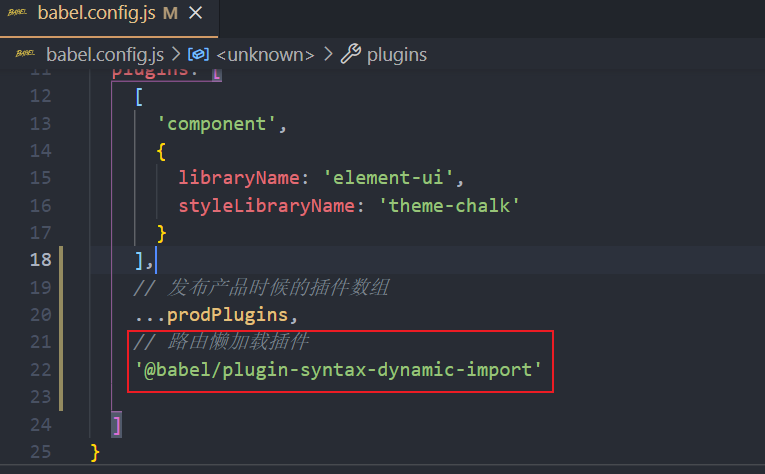 BABEL babel.config.js M ×
BABEL babel.config.js > <unknown> > plugins
11 plugins: [
12 [
13 'component',
14 {
15 libraryName: 'element-ui',
16 styleLibraryName: 'theme-chalk'
17 }
18 ],
19 // 发布产品时候的插件数组
20 ...prodPlugins,
21 // 路由懒加载插件
22 '@babel/plugin-syntax-dynamic-import'
23
24 ]
25 }